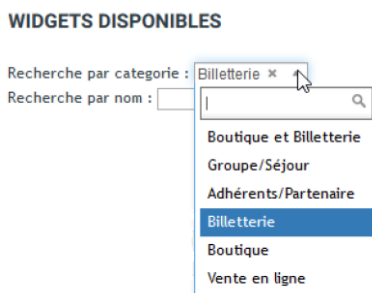 WIDGETS DISPONIBLES
Recherche par categorie : Billetterie ×
Recherche par nom :
Boutique et Billetterie
Groupe/Séjour
Adhérents/Partenaire
Billetterie
Boutique
Vente en ligne